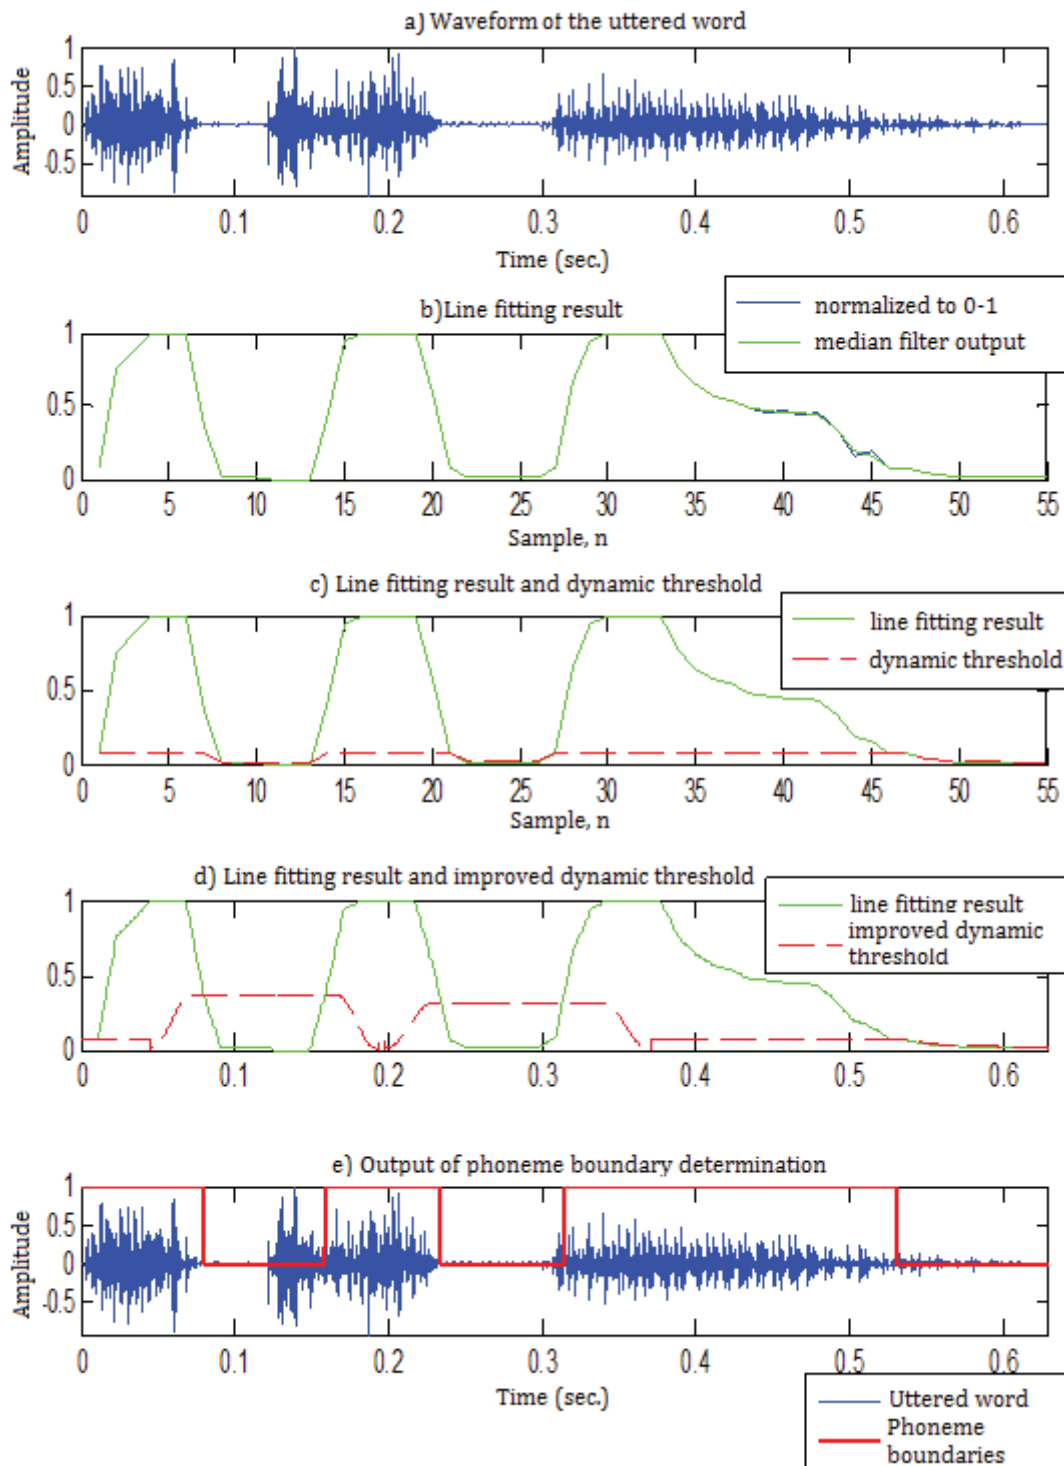 a) Waveform of the uttered word
1
0.5
0
-0.5
Amplitude
0 0.1 0.2 0.3 0.4 0.5 0.6
Time (sec.)
b)Line fitting result
normalized to 0-1
median filter output
1
0.5
0
0 5 10 15 20 25 30 35 40 45 50 55
Sample, n
c) Line fitting result and dynamic threshold
line fitting result
dynamic threshold
1
0.5
0
0 5 10 15 20 25 30 35 40 45 50 55
Sample, n
d) Line fitting result and improved dynamic threshold
line fitting result
improved dynamic
threshold
1
0.5
0
0 0.1 0.2 0.3 0.4 0.5 0.6
e) Output of phoneme boundary determination
1
0.5
0
-0.5
Amplitude
0 0.1 0.2 0.3 0.4 0.5 0.6
Time (sec.)
Uttered word
Phoneme
boundaries